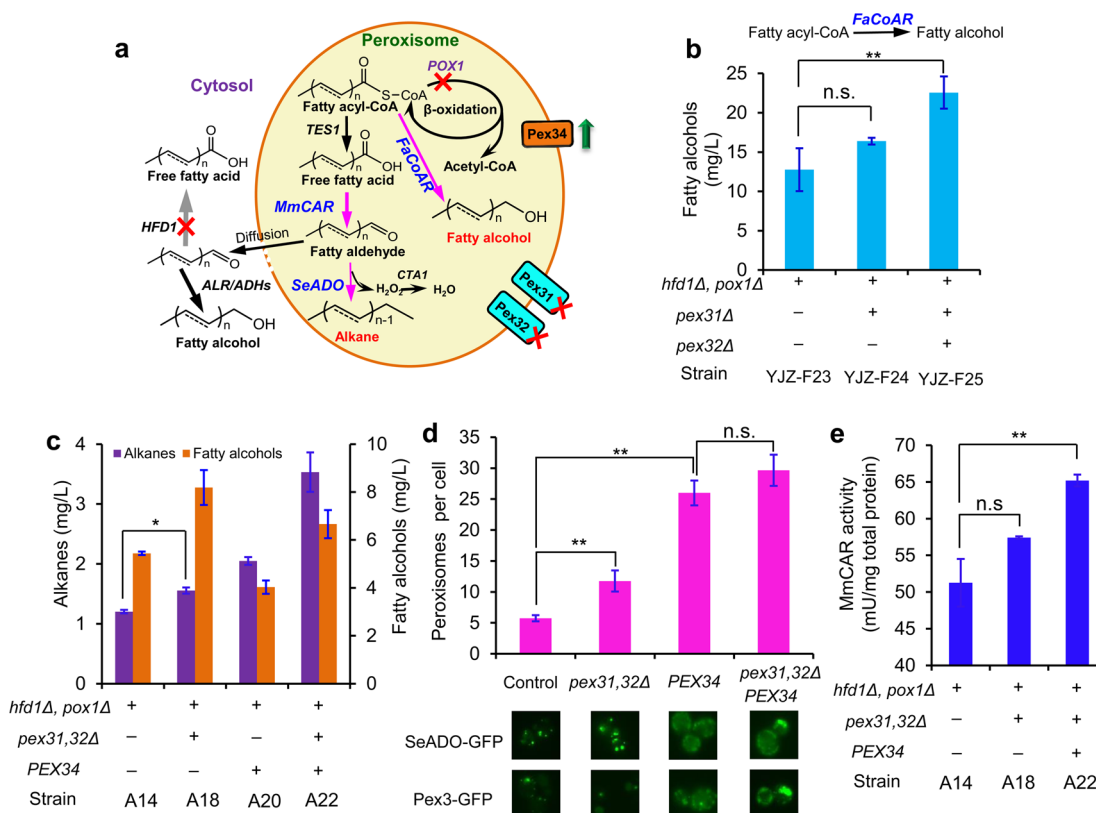 a
Peroxisome
Cytosol
O
n
S
CoA
POX1
Fatty acyl-CoA
β-oxidation
TES1
Acetyl-CoA
Pex34
O
OH
n
Free fatty acid
FaCoAR
O
OH
n
Free fatty acid
MmCAR
HFD1
Diffusion
n
O
Fatty aldehyde
n
OH
Fatty alcohol
n
O
ALR/ADHs
SeADO
H2O2
CTA1
H2O
n
OH
Fatty alcohol
n-1
Alkane
Pex31
Pex32
b
FaCoAR
Fatty acyl-CoA
Fatty alcohol
Fatty alcohols
(mg/L)
25
20
15
10
5
0
**
n.s.
hfd1Δ, pox1Δ + + +
pex31Δ – + +
pex32Δ – – +
Strain YJZ-F23 YJZ-F24 YJZ-F25
c
Alkanes Fatty alcohols
Alkanes (mg/L)
4
3
2
1
0
*
10
8
6
4
2
0
Fatty alcohols (mg/L)
hfd1Δ, pox1Δ + + + +
pex31,32Δ – + – +
PEX34 – – + +
Strain A14 A18 A20 A22
d
Peroxisomes per cell
35
30
25
20
15
10
5
0
n.s.
**
**
Control pex31,32Δ PEX34 pex31,32Δ
PEX34
SeADO-GFP
Pex3-GFP
e
MmCAR activity
(mU/mg total protein)
70
65
60
55
50
45
40
**
n.s
hfd1Δ, pox1Δ + + +
pex31,32Δ – + +
PEX34 – – +
Strain A14 A18 A22